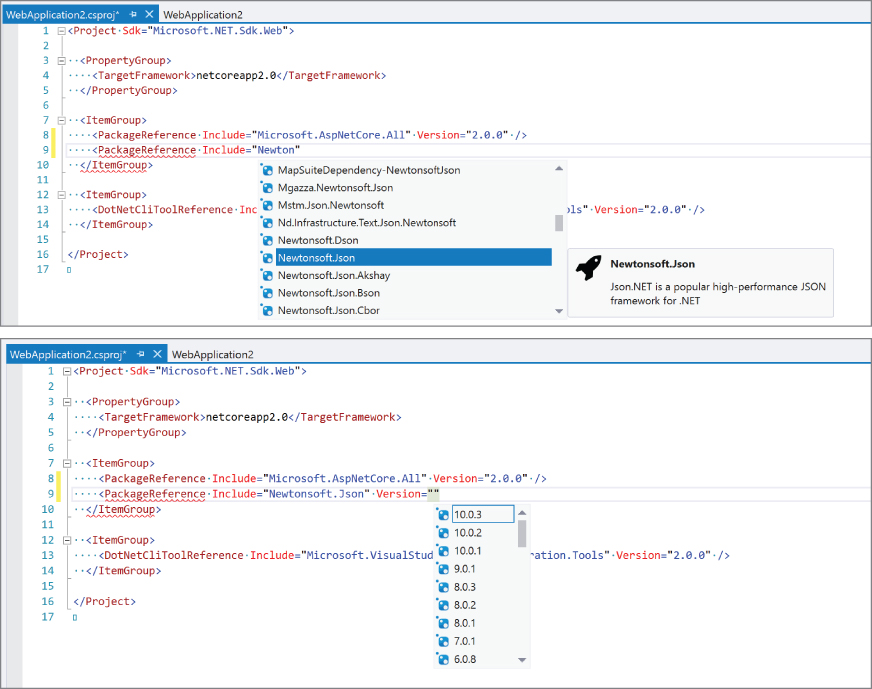 WebApplication2.csproj* WebApplication2
1 <Project Sdk="Microsoft.NET.Sdk.Web">
2
3 <PropertyGroup>
4 <TargetFramework>netcoreapp2.0</TargetFramework>
5 </PropertyGroup>
6
7 <ItemGroup>
8 <PackageReference Include="Microsoft.AspNetCore.All" Version="2.0.0" />
9 <PackageReference Include="Newton"
10 </ItemGroup>
MapSuiteDependency-NewtonsoftJson
11
Mgazza.Newtonsoft.Json
12 <ItemGroup>
Mstm.Json.Newtonsoft
13 <DotNetCliToolReference Inc ols" Version="2.0.0" />
Nd.Infrastructure.Text.Json.Newtonsoft
14 </ItemGroup>
Newtonsoft.Dson
15
16 </Project>
Newtonsoft.Json
17
Newtonsoft.Json.Akshay
Newtonsoft.Json.Bson
Newtonsoft.Json.Cbor
Newtonsoft.Json
Json.NET is a popular high-performance JSON
framework for .NET
WebApplication2.csproj* WebApplication2
1 <Project Sdk="Microsoft.NET.Sdk.Web">
2
3 <PropertyGroup>
4 <TargetFramework>netcoreapp2.0</TargetFramework>
5 </PropertyGroup>
6
7 <ItemGroup>
8 <PackageReference Include="Microsoft.AspNetCore.All" Version="2.0.0" />
9 <PackageReference Include="Newtonsoft.Json" Version=""
10 </ItemGroup>
11
12 <ItemGroup>
13 <DotNetCliToolReference Include="Microsoft.VisualStud ration.Tools" Version="2.0.0" />
14 </ItemGroup>
15
16 </Project>
17
10.0.3
10.0.2
10.0.1
9.0.1
8.0.3
8.0.2
8.0.1
7.0.1
6.0.8